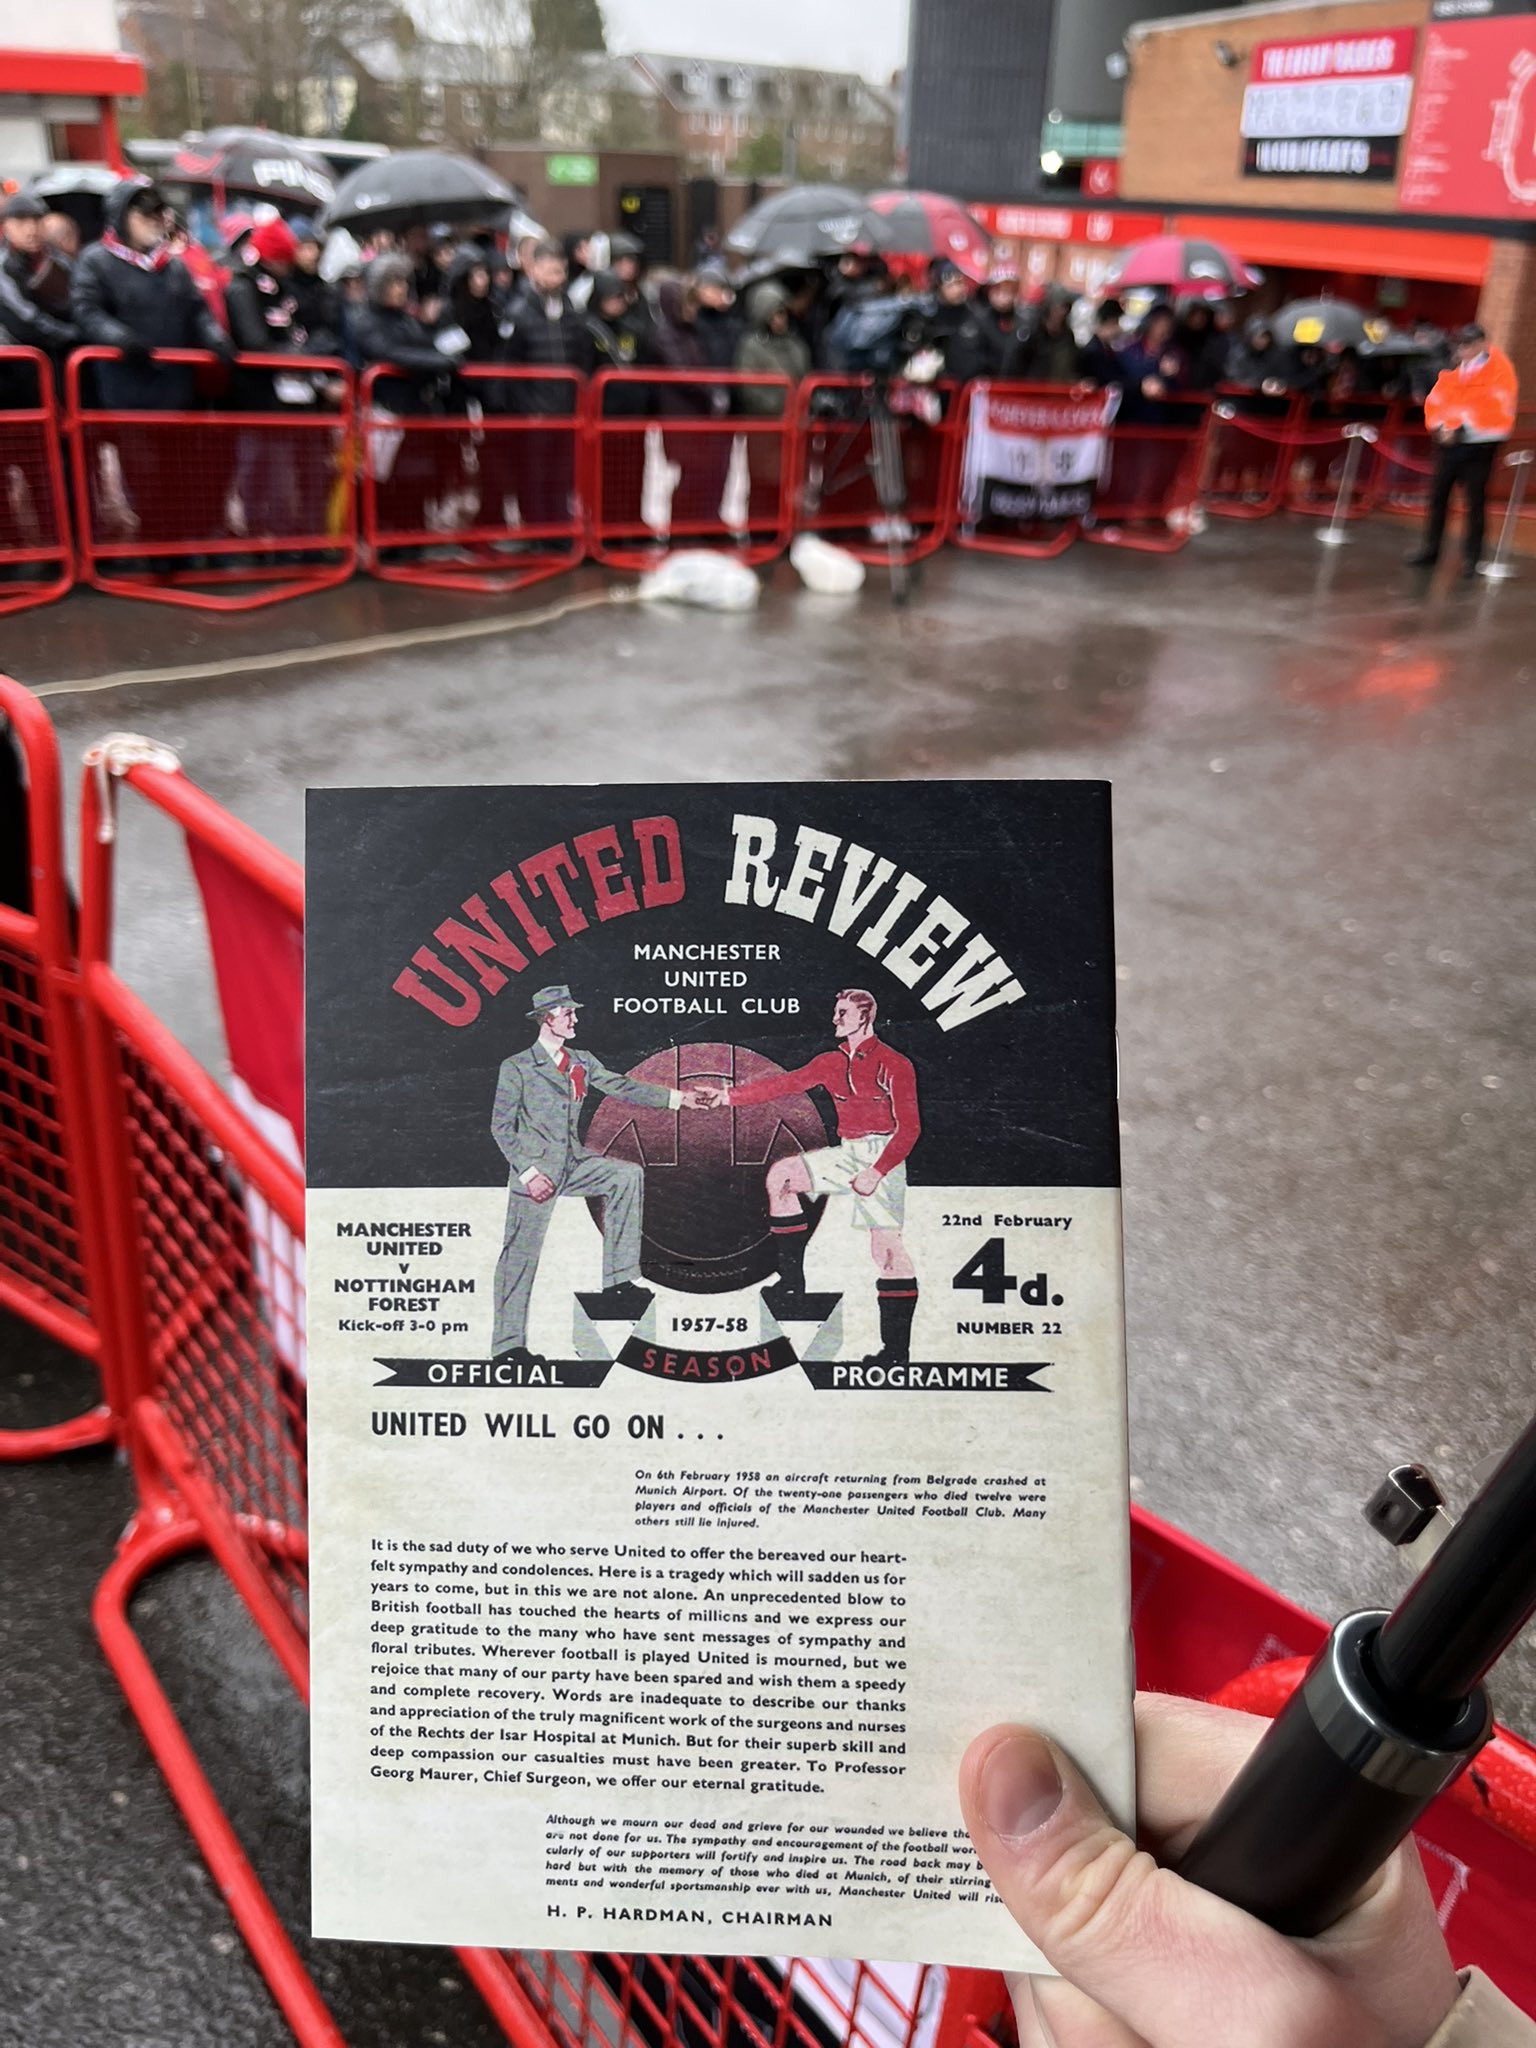 PING
UNITED REVIEW
MANCHESTER
UNITED
FOOTBALL CLUB
MANCHESTER
UNITED
v
NOTTINGHAM
FOREST
Kick-off 3-0 pm
22nd February
4d.
NUMBER 22
1957-58
SEASON
OFFICIAL
PROGRAMME
UNITED WILL GO ON . . .
On 6th February 1958 an aircraft returning from Belgrade crashed at
Munich Airport. Of the twenty-one passengers who died twelve were
players and officials of the Manchester United Football Club. Many
others still lie injured.
It is the sad duty of we who serve United to offer the bereaved our heart-
felt sympathy and condolences. Here is a tragedy which will sadden us for
years to come, but in this we are not alone. An unprecedented blow to
British football has touched the hearts of millions and we express our
deep gratitude to the many who have sent messages of sympathy and
floral tributes. Wherever football is played United is mourned, but we
rejoice that many of our party have been spared and wish them a speedy
and complete recovery. Words are inadequate to describe our thanks
and appreciation of the truly magnificent work of the surgeons and nurses
of the Rechts der Isar Hospital at Munich. But for their superb skill and
deep compassion our casualties must have been greater. To Professor
Georg Maurer, Chief Surgeon, we offer our eternal gratitude.
Although we mourn our dead and grieve for our wounded we believe
are not done for us. The sympathy and encouragement of the football
cularly of our supporters will fortify and inspire us. The road back may
hard but with the memory of those who died at Munich, of their stirring
ments and wonderful sportsmanship ever with us, Manchester United will
H. P. HARDMAN, CHAIRMAN